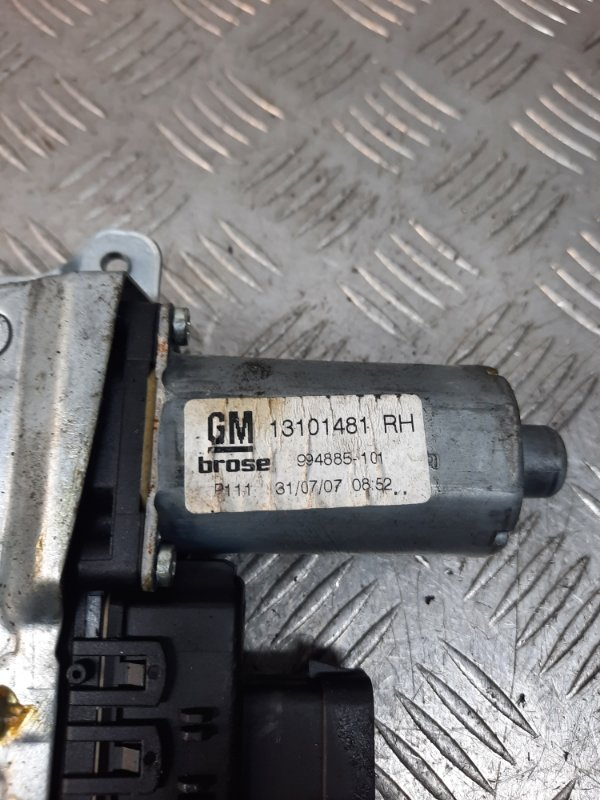 GM 13101481 RH
brose 994885-101
P111 31/07/07 08:52